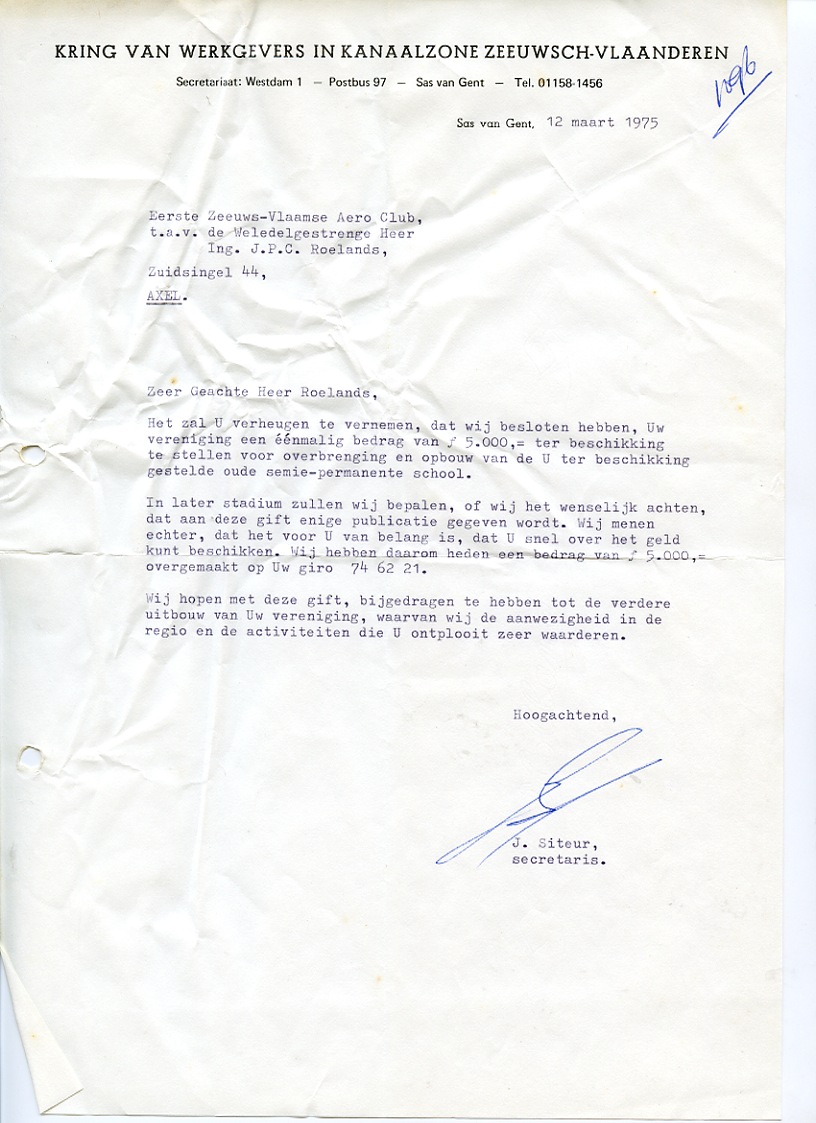 KRING VAN WERKGEVERS IN KANAALZONE ZEEUWSCH-VLAANDEREN
Secretariaat: Westdam 1 — Postbus 97 — Sas van Gent — Tel. 01158-1456
Sas van Gent, 12 maart 1975
Eerste Zeeuws-Vlaamse Aero Club,
t.a.v. de Weledelgestrenge Heer
Ing. J.P.C. Roelands,
Zuidsingel 44,
AXEL.
Zeer Geachte Heer Roelands,
Het zal U verheugen te vernemen, dat wij besloten hebben, Uw
vereniging een éénmalig bedrag van ƒ 5.000,= ter beschikking
te stellen voor overbrenging en opbouw van de U ter beschikking
gestelde oude semie-permanente school.
In later stadium zullen wij bepalen, of wij het wenselijk achten,
dat aan deze gift enige publicatie gegeven wordt. Wij menen
echter, dat het voor U van belang is, dat U snel over het geld
kunt beschikken. Wij hebben daarom heden een bedrag van ƒ 5.000,=
overgemaakt op Uw giro 74 62 21.
Wij hopen met deze gift, bijgedragen te hebben tot de verdere
uitbouw van Uw vereniging, waarvan wij de aanwezigheid in de
regio en de activiteiten die U ontplooit zeer waarderen.
Hoogachtend,
J. Siteur,
secretaris.